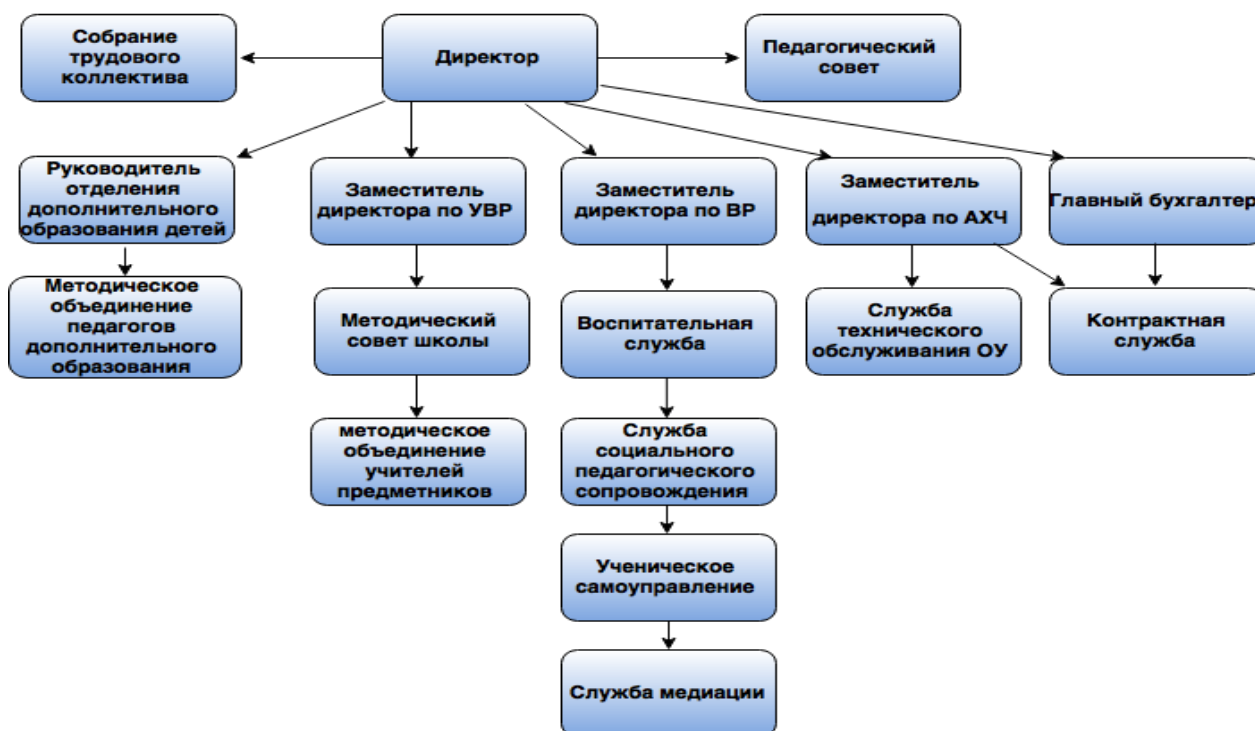 Собрание
трудового
коллектива
Директор
Педагогический
совет
Руководитель
отделения
дополнительного
образования детей
Заместитель
директора по УВР
Заместитель
директора по ВР
Заместитель
директора по АХЧ
Главный бухгалтер
Методическое
объединение
педагогов
дополнительного
образования
Методический
совет школы
Воспитательная
служба
Служба
технического
обслуживания ОУ
Контрактная
служба
методическое
объединение
учителей
предметников
Служба
социального
педагогического
сопровождения
Ученическое
самоуправление
Служба медиации